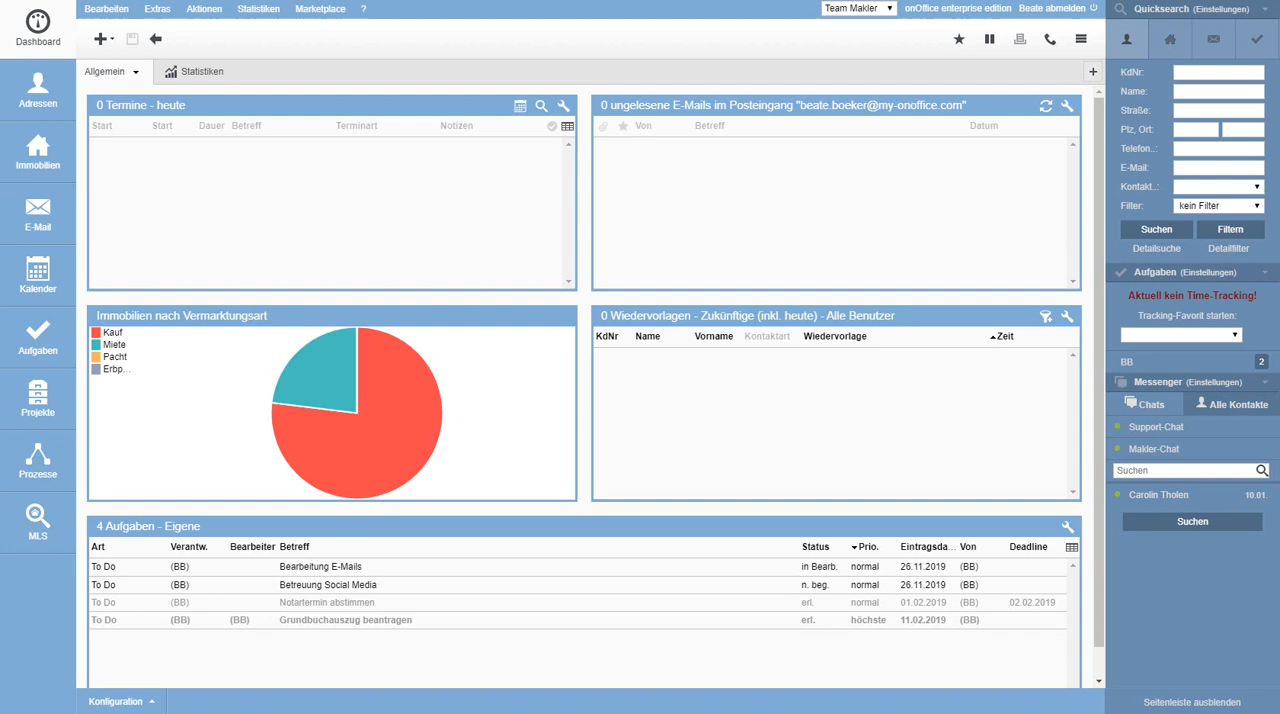 Bearbeiten Extras Aktionen Statistiken Marketplace ? Team Makler onOffice enterprise edition Beate abmelden
Dashboard
Adressen
Immobilien
E-Mail
Kalender
Aufgaben
Projekte
Prozesse
MLS
Allgemein Statistiken
0 Termine - heute
Start Start Dauer Betreff Terminart Notizen
0 ungelesene E-Mails im Posteingang "beate.boeker@my-onoffice.com"
Von Betreff Datum
Immobilien nach Vermarktungsart
Kauf
Miete
Pacht
Erbp...
0 Wiedervorlagen - Zukünftige (inkl. heute) - Alle Benutzer
KdNr Name Vorname Kontaktart Wiedervorlage Zeit
4 Aufgaben - Eigene
Art Verantw. Bearbeiter Betreff Status Prio. Eintragsda... Von Deadline
To Do (BB) Bearbeitung E-Mails in Bearb. normal 26.11.2019 (BB)
To Do (BB) Betreuung Social Media n. beg. normal 26.11.2019 (BB)
To Do (BB) Notartermin abstimmen erl. normal 01.02.2019 (BB) 02.02.2019
To Do (BB) (BB) Grundbuchauszug beantragen erl. höchste 11.02.2019 (BB)
Konfiguration
Quicksearch (Einstellungen)
KdNr:
Name:
Straße:
Plz, Ort:
Telefon..:
E-Mail:
Kontakt..:
Filter: kein Filter
Suchen Filtern
Detailsuche Detailfilter
Aufgaben (Einstellungen)
Aktuell kein Time-Tracking!
Tracking-Favorit starten:
BB 2
Messenger (Einstellungen)
Chats Alle Kontakte
Support-Chat
Makler-Chat
Suchen
Carolin Tholen 10.01.
Suchen
Seitenleiste ausblenden